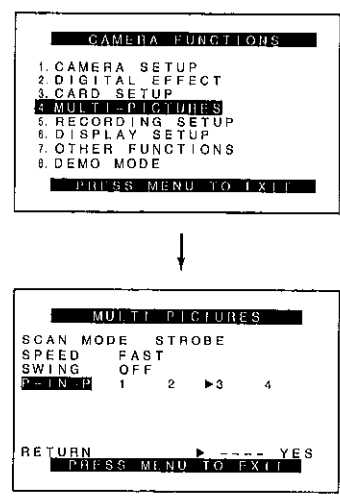 CAMERA FUNCTIONS
1. CAMERA SETUP
2. DIGITAL EFFECT
3. CARD SETUP
4. MULTI-PICTURES
5. RECORDING SETUP
6. DISPLAY SETUP
7. OTHER FUNCTIONS
8. DEMO MODE
PRESS MENU TO EXIT
MULTI PICTURES
SCAN MODE STROBE
SPEED FAST
SWING OFF
P-IN-P 1 2 ▶3 4
RETURN ▶ ---- YES
PRESS MENU TO EXIT